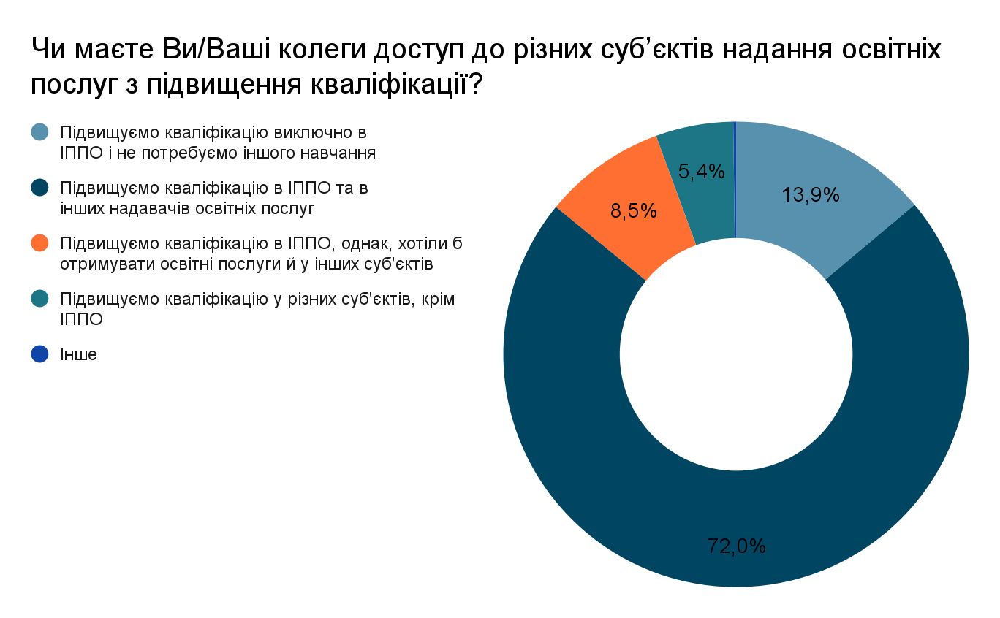 Чи маєте Ви/Ваші колеги доступ до різних суб’єктів надання освітніх
послуг з підвищення кваліфікації?
Підвищуємо кваліфікацію виключно в
ІППО і не потребуємо іншого навчання
Підвищуємо кваліфікацію в ІППО та в
інших надавачів освітніх послуг
Підвищуємо кваліфікацію в ІППО, однак, хотіли б
отримувати освітні послуги й у інших суб’єктів
Підвищуємо кваліфікацію у різних суб'єктів, крім
ІППО
Інше
5,4%
13,9%
8,5%
72,0%